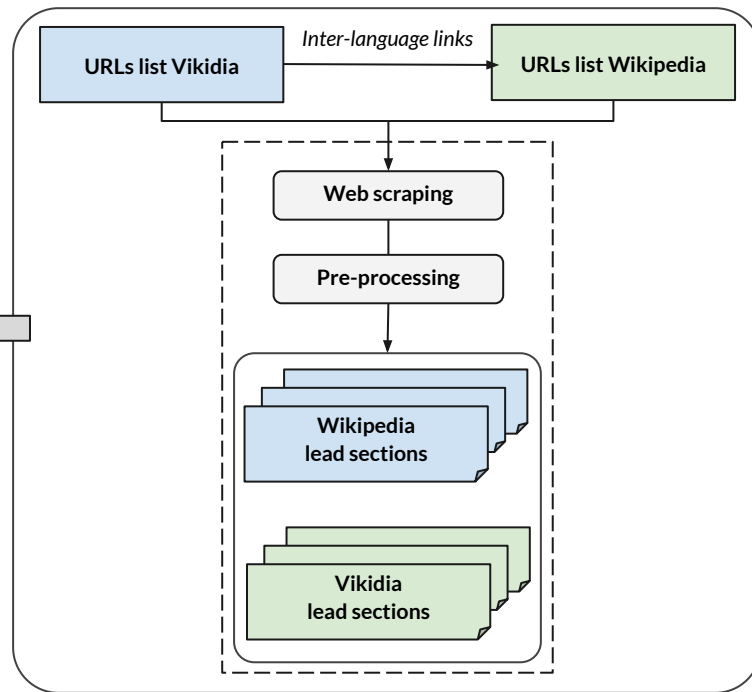 Inter-language links
URLs list Vikidia
URLs list Wikipedia
Web scraping
Pre-processing
Wikipedia
lead sections
Vikidia
lead sections